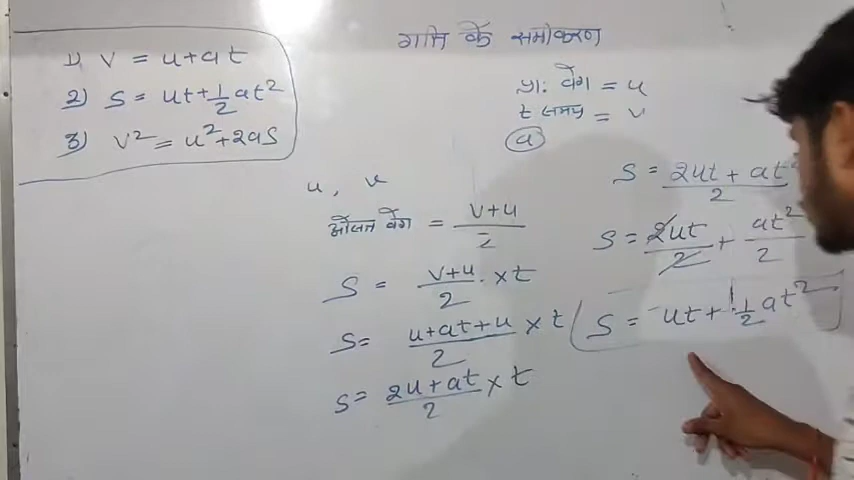 गति के समीकरण
1) v = u+at
2) s = ut+½at²
3) v² = u²+2as
प्रा. वेग = u
t समय = v
a
u, v
औसत वेग = (v+u)/2
s = (v+u)/2 . × t
s = (u+at+u)/2 × t
s = (2u+at)/2 × t
s = (2ut + at²)/2
s = 2ut/2 + at²/2
s = ut + ½at²